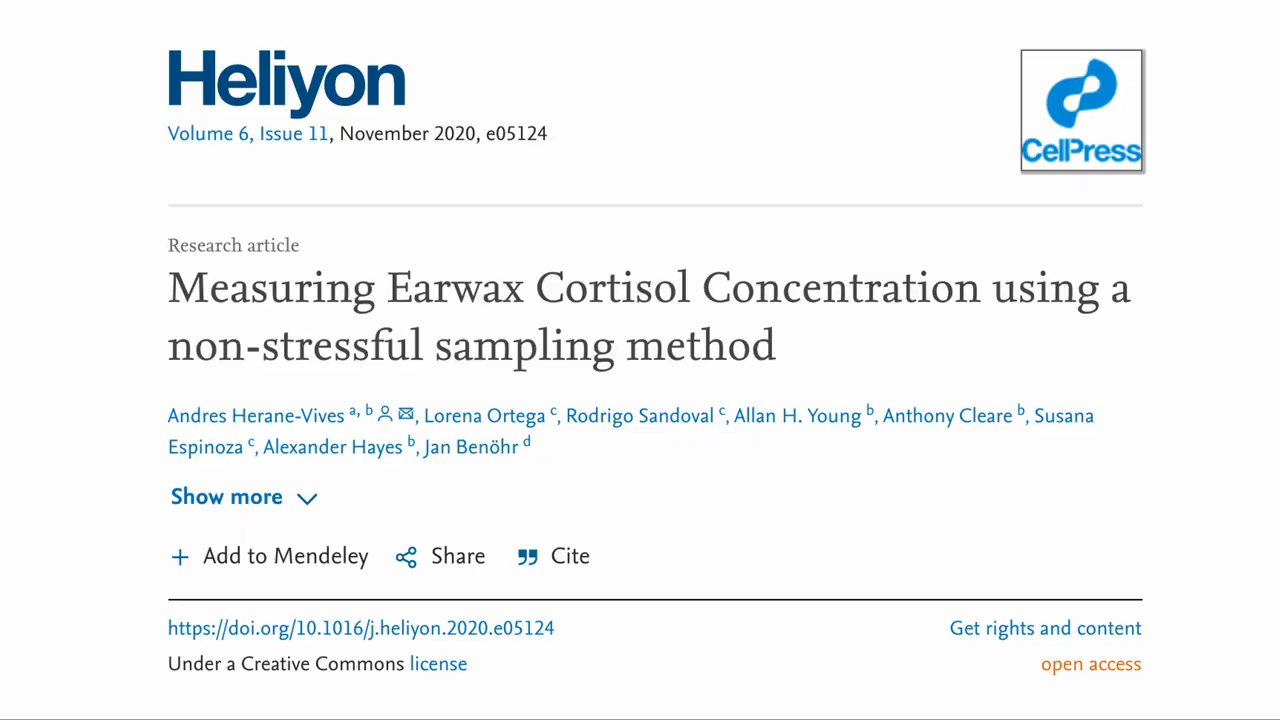 Heliyon
Volume 6, Issue 11, November 2020, e05124
CellPress
Research article
Measuring Earwax Cortisol Concentration using a
non-stressful sampling method
Andres Herane-Vives a, b, Lorena Ortega c, Rodrigo Sandoval c, Allan H. Young b, Anthony Cleare b, Susana
Espinoza c, Alexander Hayes b, Jan Benöhr d
Show more
+ Add to Mendeley Share Cite
https://doi.org/10.1016/j.heliyon.2020.e05124 Get rights and content
Under a Creative Commons license open access